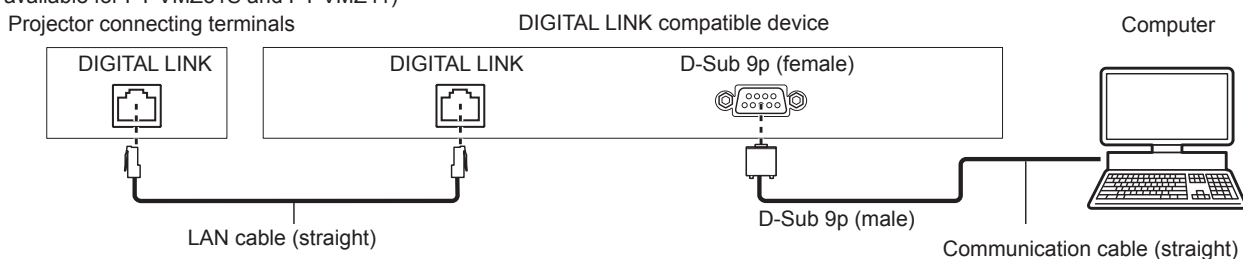 Projector connecting terminals
DIGITAL LINK compatible device
Computer
DIGITAL LINK
DIGITAL LINK
D-Sub 9p (female)
D-Sub 9p (male)
LAN cable (straight)
Communication cable (straight)